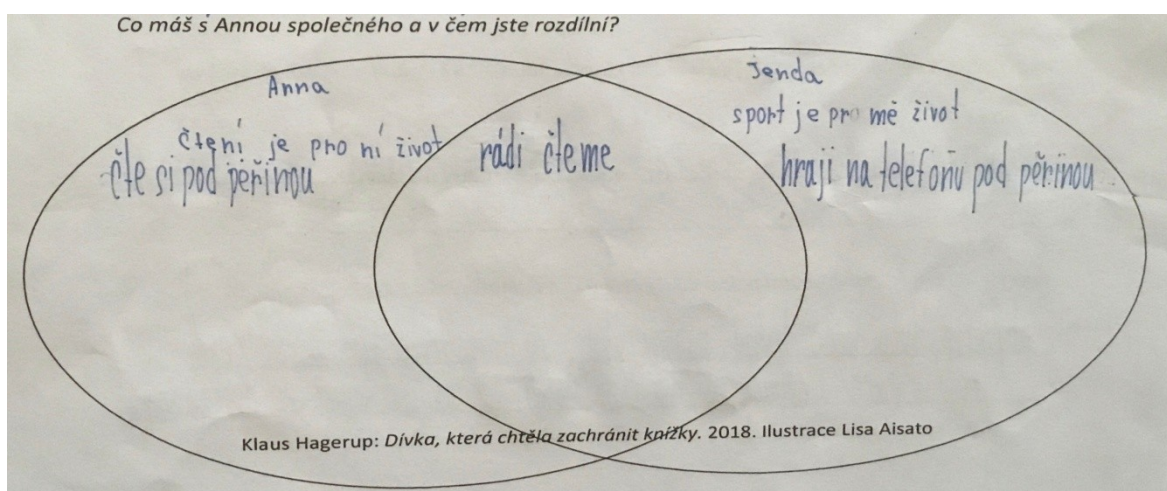 Co máš s Annou společného a v čem jste rozdílní?
Anna
čtení je pro ní život
čte si pod peřinou
rádi čteme
Jenda
sport je pro mě život
hraji na telefónu pod peřinou
Klaus Hagerup: Dívka, která chtěla zachránit knížky. 2018. Ilustrace Lisa Aisato